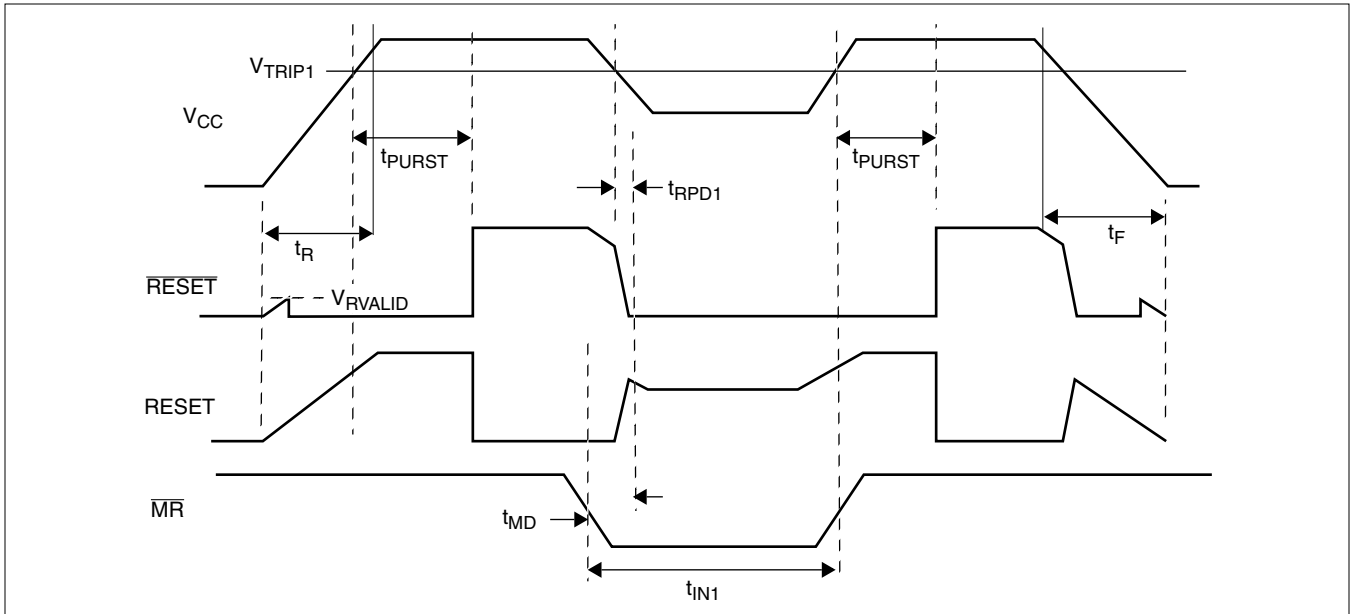 VTRIP1
VCC
tPURST
tPURST
tRPD1
tR
tF
RESET
VRVALID
RESET
MR
tMD
tIN1